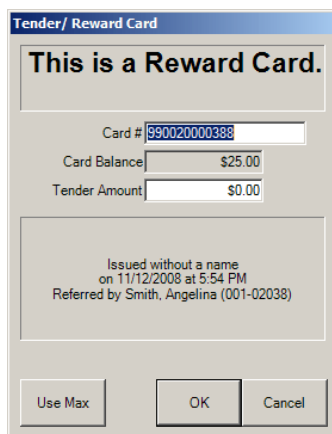 Tender/ Reward Card
This is a Reward Card.
Card # 990020000388
Card Balance $25.00
Tender Amount $0.00
Issued without a name
on 11/12/2008 at 5:54 PM
Referred by Smith, Angelina (001-02038)
Use Max OK Cancel